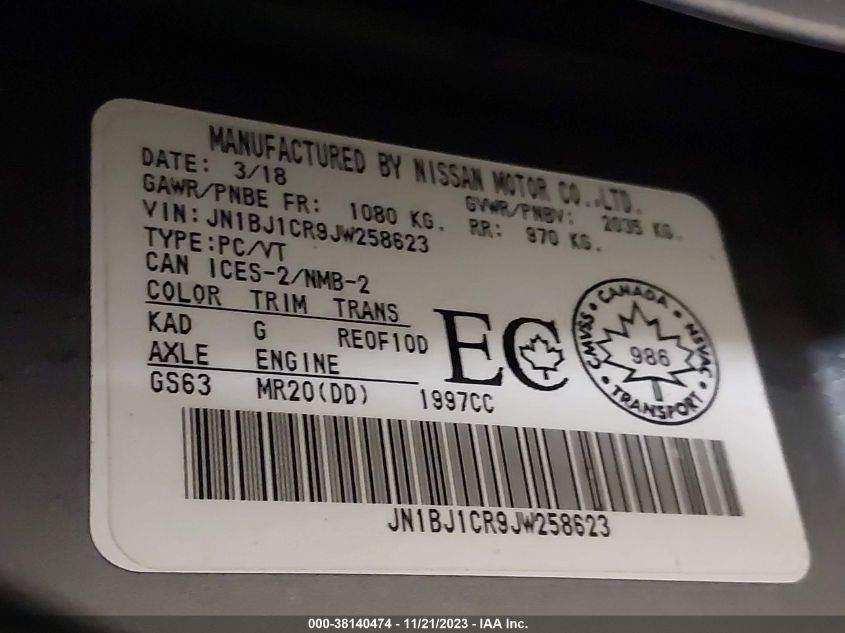 MANUFACTURED BY NISSAN MOTOR CO.,LTD.
DATE: 3/18 GVWR/PNBV: 2035 KG.
GAWR/PNBE FR: 1080 KG. RR: 970 KG.
VIN: JN1BJ1CR9JW258623
TYPE:PC/VT
CAN ICES-2/NMB-2
COLOR TRIM TRANS
KAD G RE0F10D
AXLE ENGINE
GS63 MR20(DD) 1997CC
EC
CANADA
CMVSS 986 NSVAC
TRANSPORT
JN1BJ1CR9JW258623
000-38140474 - 11/21/2023 - IAA Inc.